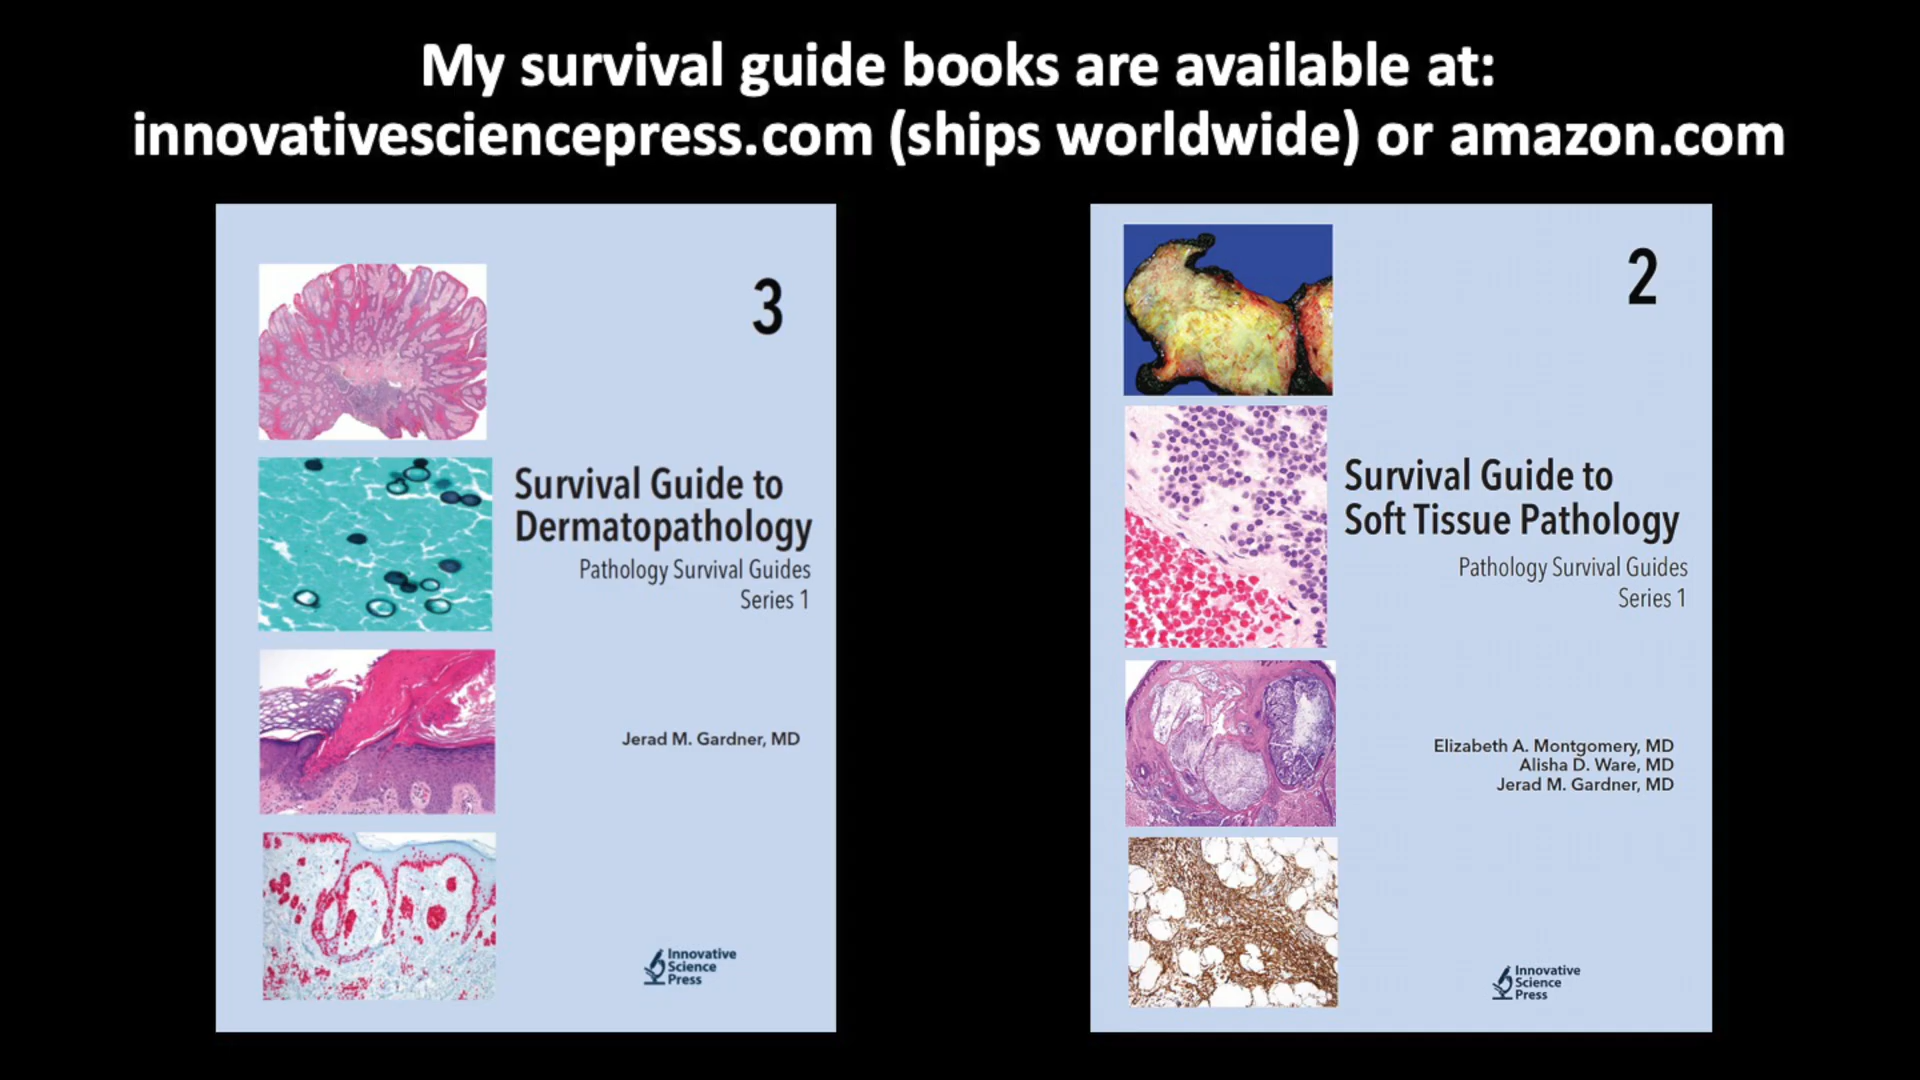 My survival guide books are available at:
innovativesciencepress.com (ships worldwide) or amazon.com
3
Survival Guide to
Dermatopathology
Pathology Survival Guides
Series 1
Jerad M. Gardner, MD
Innovative
Science
Press
2
Survival Guide to
Soft Tissue Pathology
Pathology Survival Guides
Series 1
Elizabeth A. Montgomery, MD
Alisha D. Ware, MD
Jerad M. Gardner, MD
Innovative
Science
Press